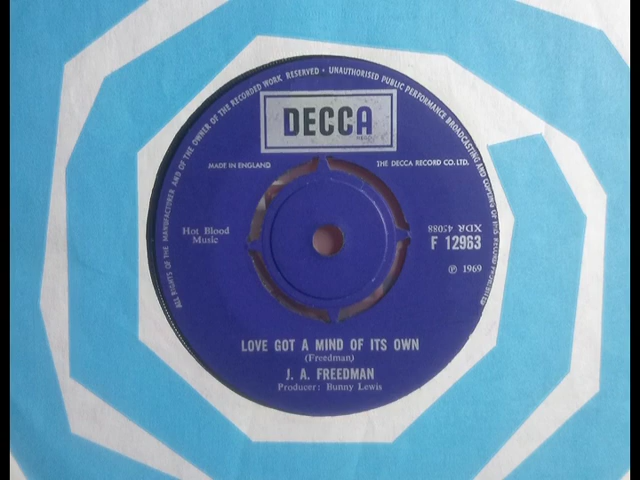 ALL RIGHTS OF THE MANUFACTURER AND OF THE OWNER OF THE RECORDED WORK RESERVED · UNAUTHORISED PUBLIC PERFORMANCE BROADCASTING AND COPYING OF THIS RECORD PROHIBITED
DECCA
MADE IN ENGLAND
THE DECCA RECORD CO. LTD.
Hot Blood
Music
XDR 45088
F 12963
℗ 1969
LOVE GOT A MIND OF ITS OWN
(Freedman)
J. A. FREEDMAN
Producer: Bunny Lewis